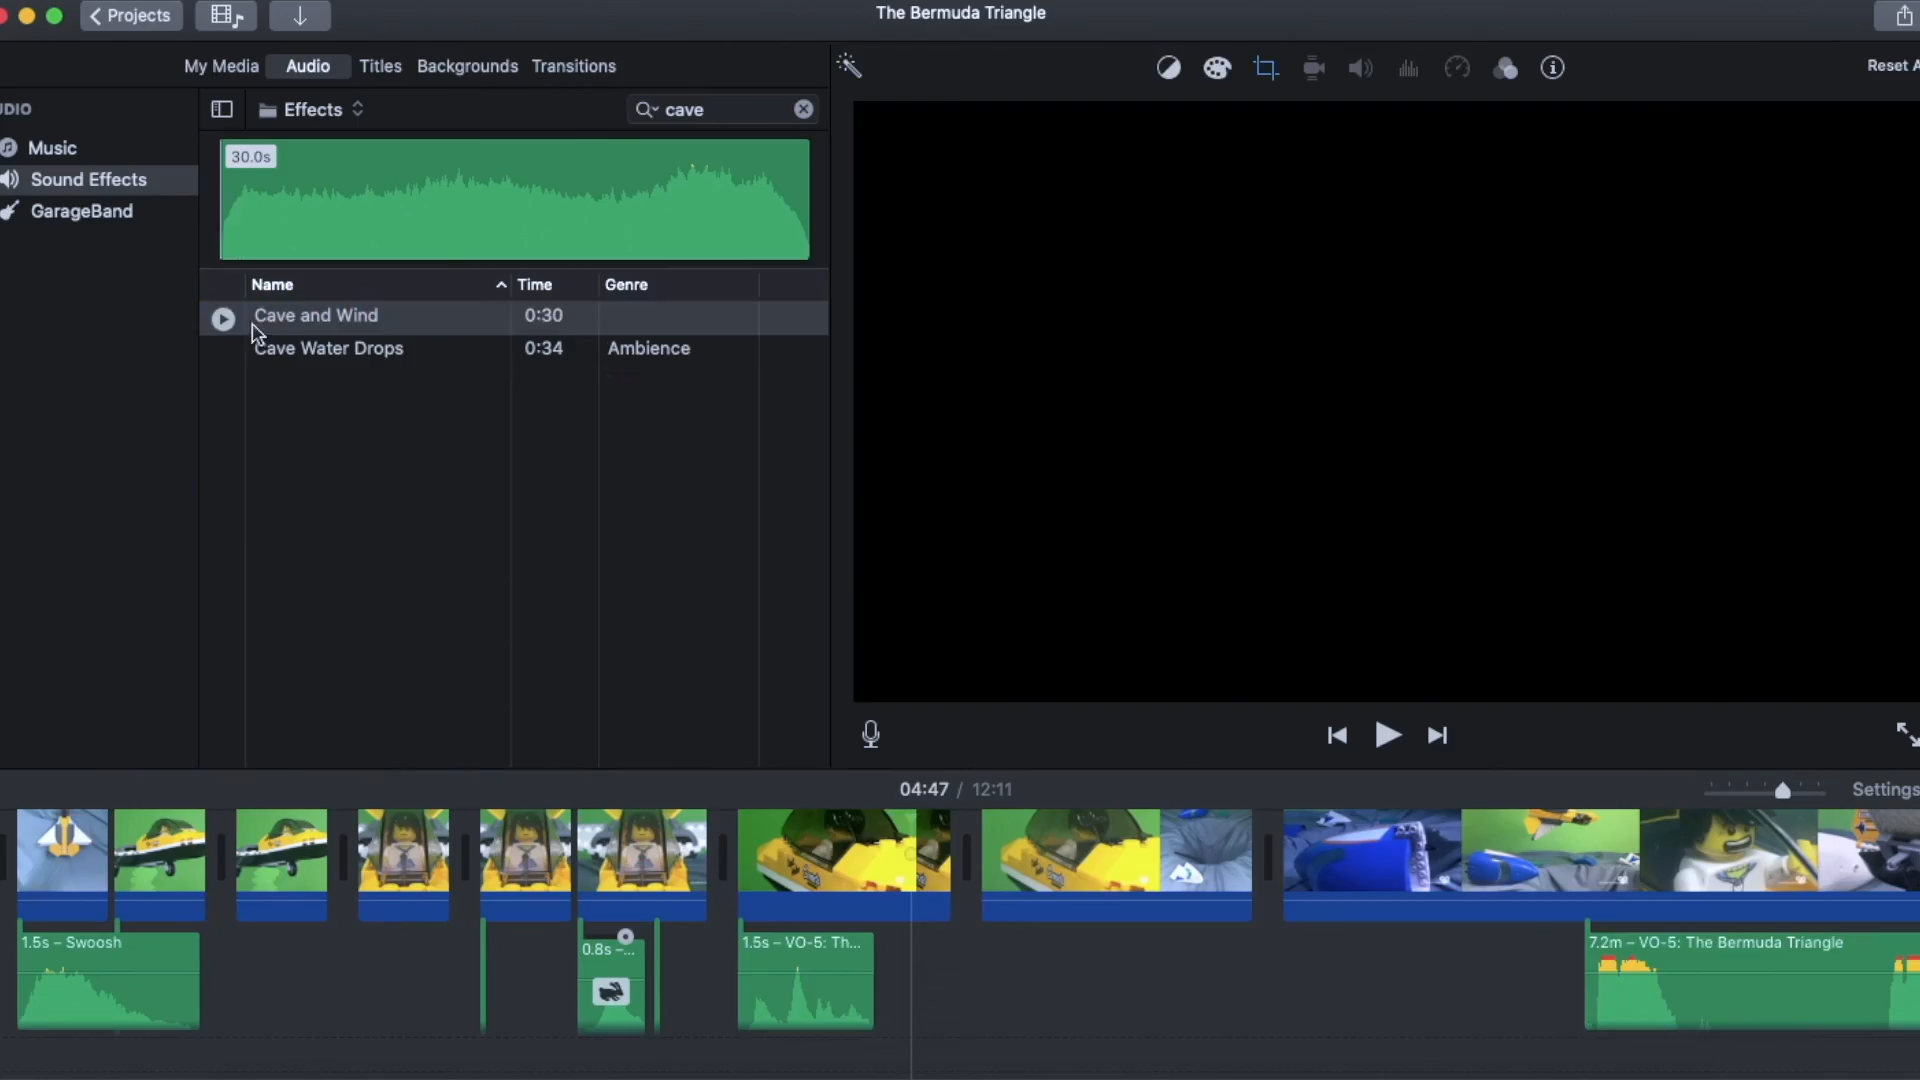 Projects
The Bermuda Triangle
My Media Audio Titles Backgrounds Transitions
Reset A
UDIO
Effects
cave
Music
Sound Effects
GarageBand
30.0s
Name Time Genre
Cave and Wind 0:30
Cave Water Drops 0:34 Ambience
04:47 / 12:11
Settings
1.5s – Swoosh
0.8s –...
1.5s – VO-5: Th...
7.2m – VO-5: The Bermuda Triangle